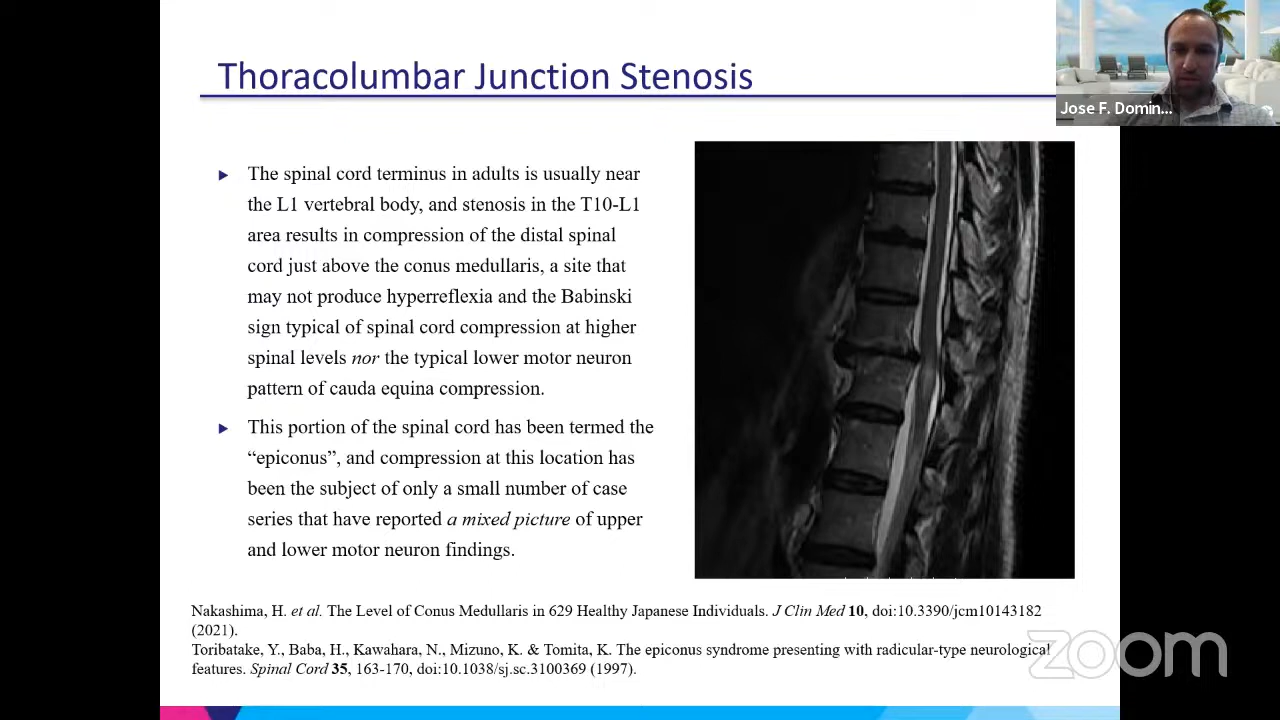 Thoracolumbar Junction Stenosis
Jose F. Domin...
The spinal cord terminus in adults is usually near
the L1 vertebral body, and stenosis in the T10-L1
area results in compression of the distal spinal
cord just above the conus medullaris, a site that
may not produce hyperreflexia and the Babinski
sign typical of spinal cord compression at higher
spinal levels nor the typical lower motor neuron
pattern of cauda equina compression.
This portion of the spinal cord has been termed the
“epiconus”, and compression at this location has
been the subject of only a small number of case
series that have reported a mixed picture of upper
and lower motor neuron findings.
Nakashima, H. et al. The Level of Conus Medullaris in 629 Healthy Japanese Individuals. J Clin Med 10, doi:10.3390/jcm10143182
(2021).
Toribatake, Y., Baba, H., Kawahara, N., Mizuno, K. & Tomita, K. The epiconus syndrome presenting with radicular-type neurological
features. Spinal Cord 35, 163-170, doi:10.1038/sj.sc.3100369 (1997).
zoom